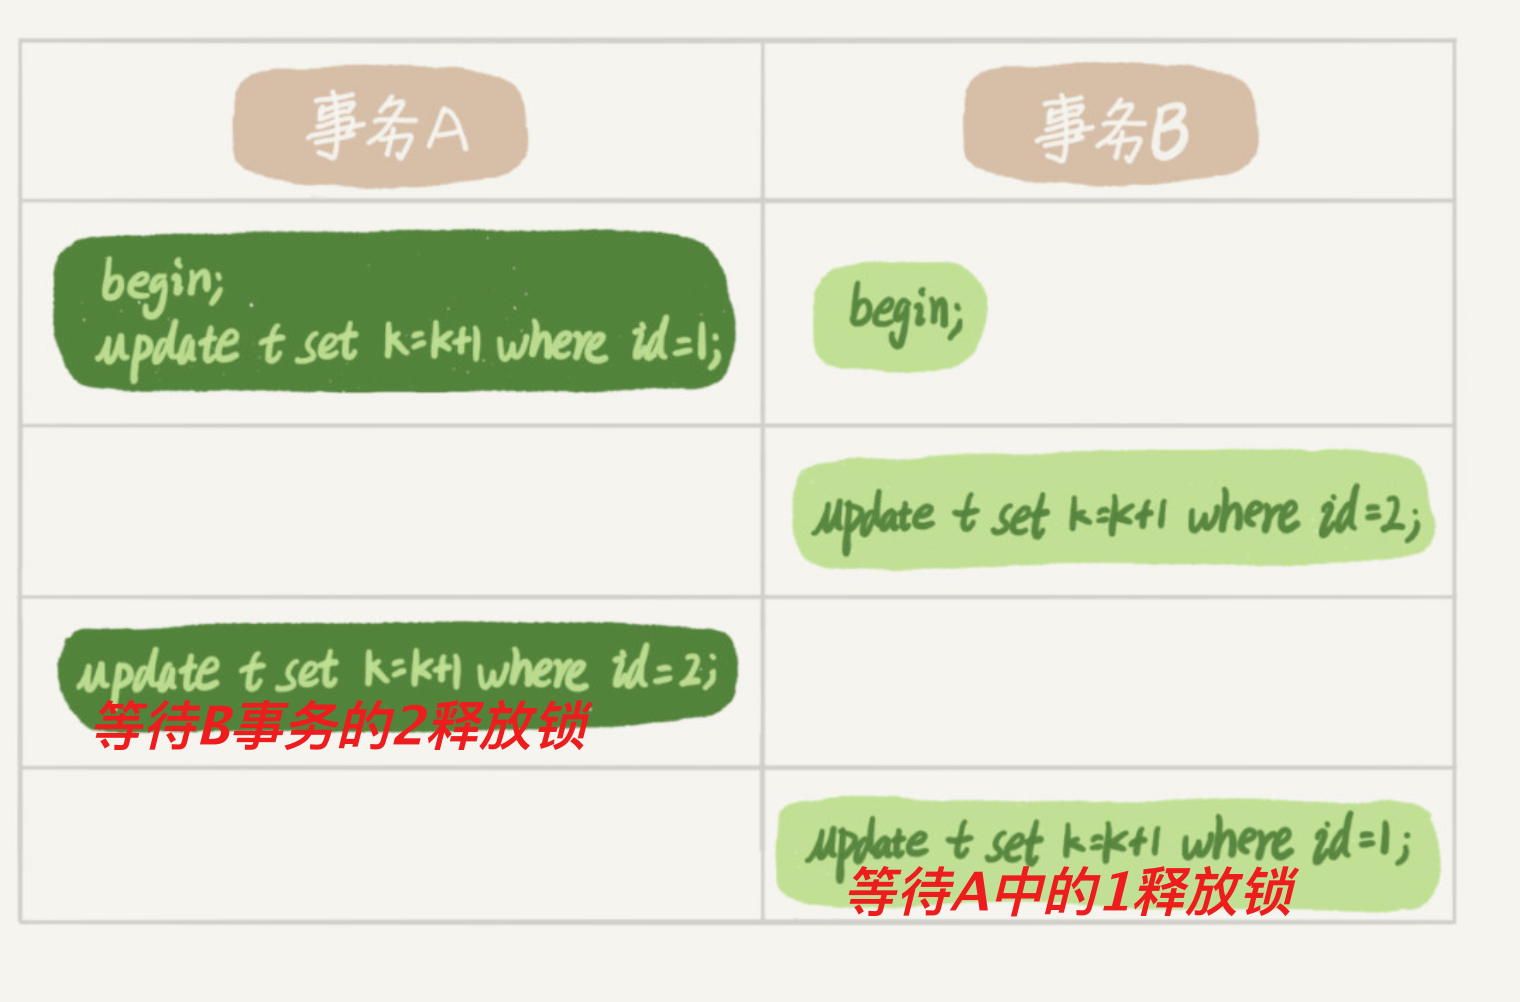 事务A
事务B
begin;
update t set k=k+1 where id=1;
begin;
update t set k=k+1 where id=2;
update t set k=k+1 where id=2;
等待B事务的2释放锁
update t set k=k+1 where id=1;
等待A中的1释放锁